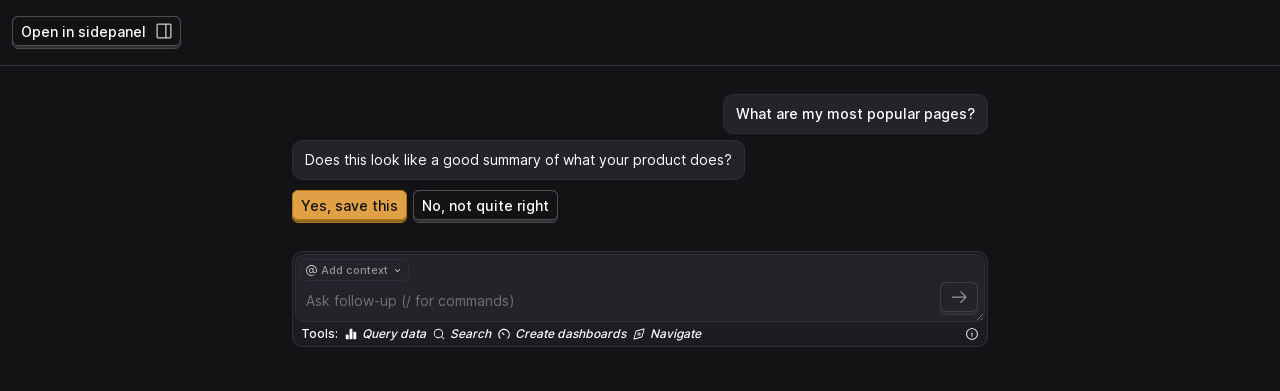 Open in sidepanel
What are my most popular pages?
Does this look like a good summary of what your product does?
Yes, save this
No, not quite right
@ Add context
Ask follow-up (/ for commands)
Tools: Query data Search Create dashboards Navigate